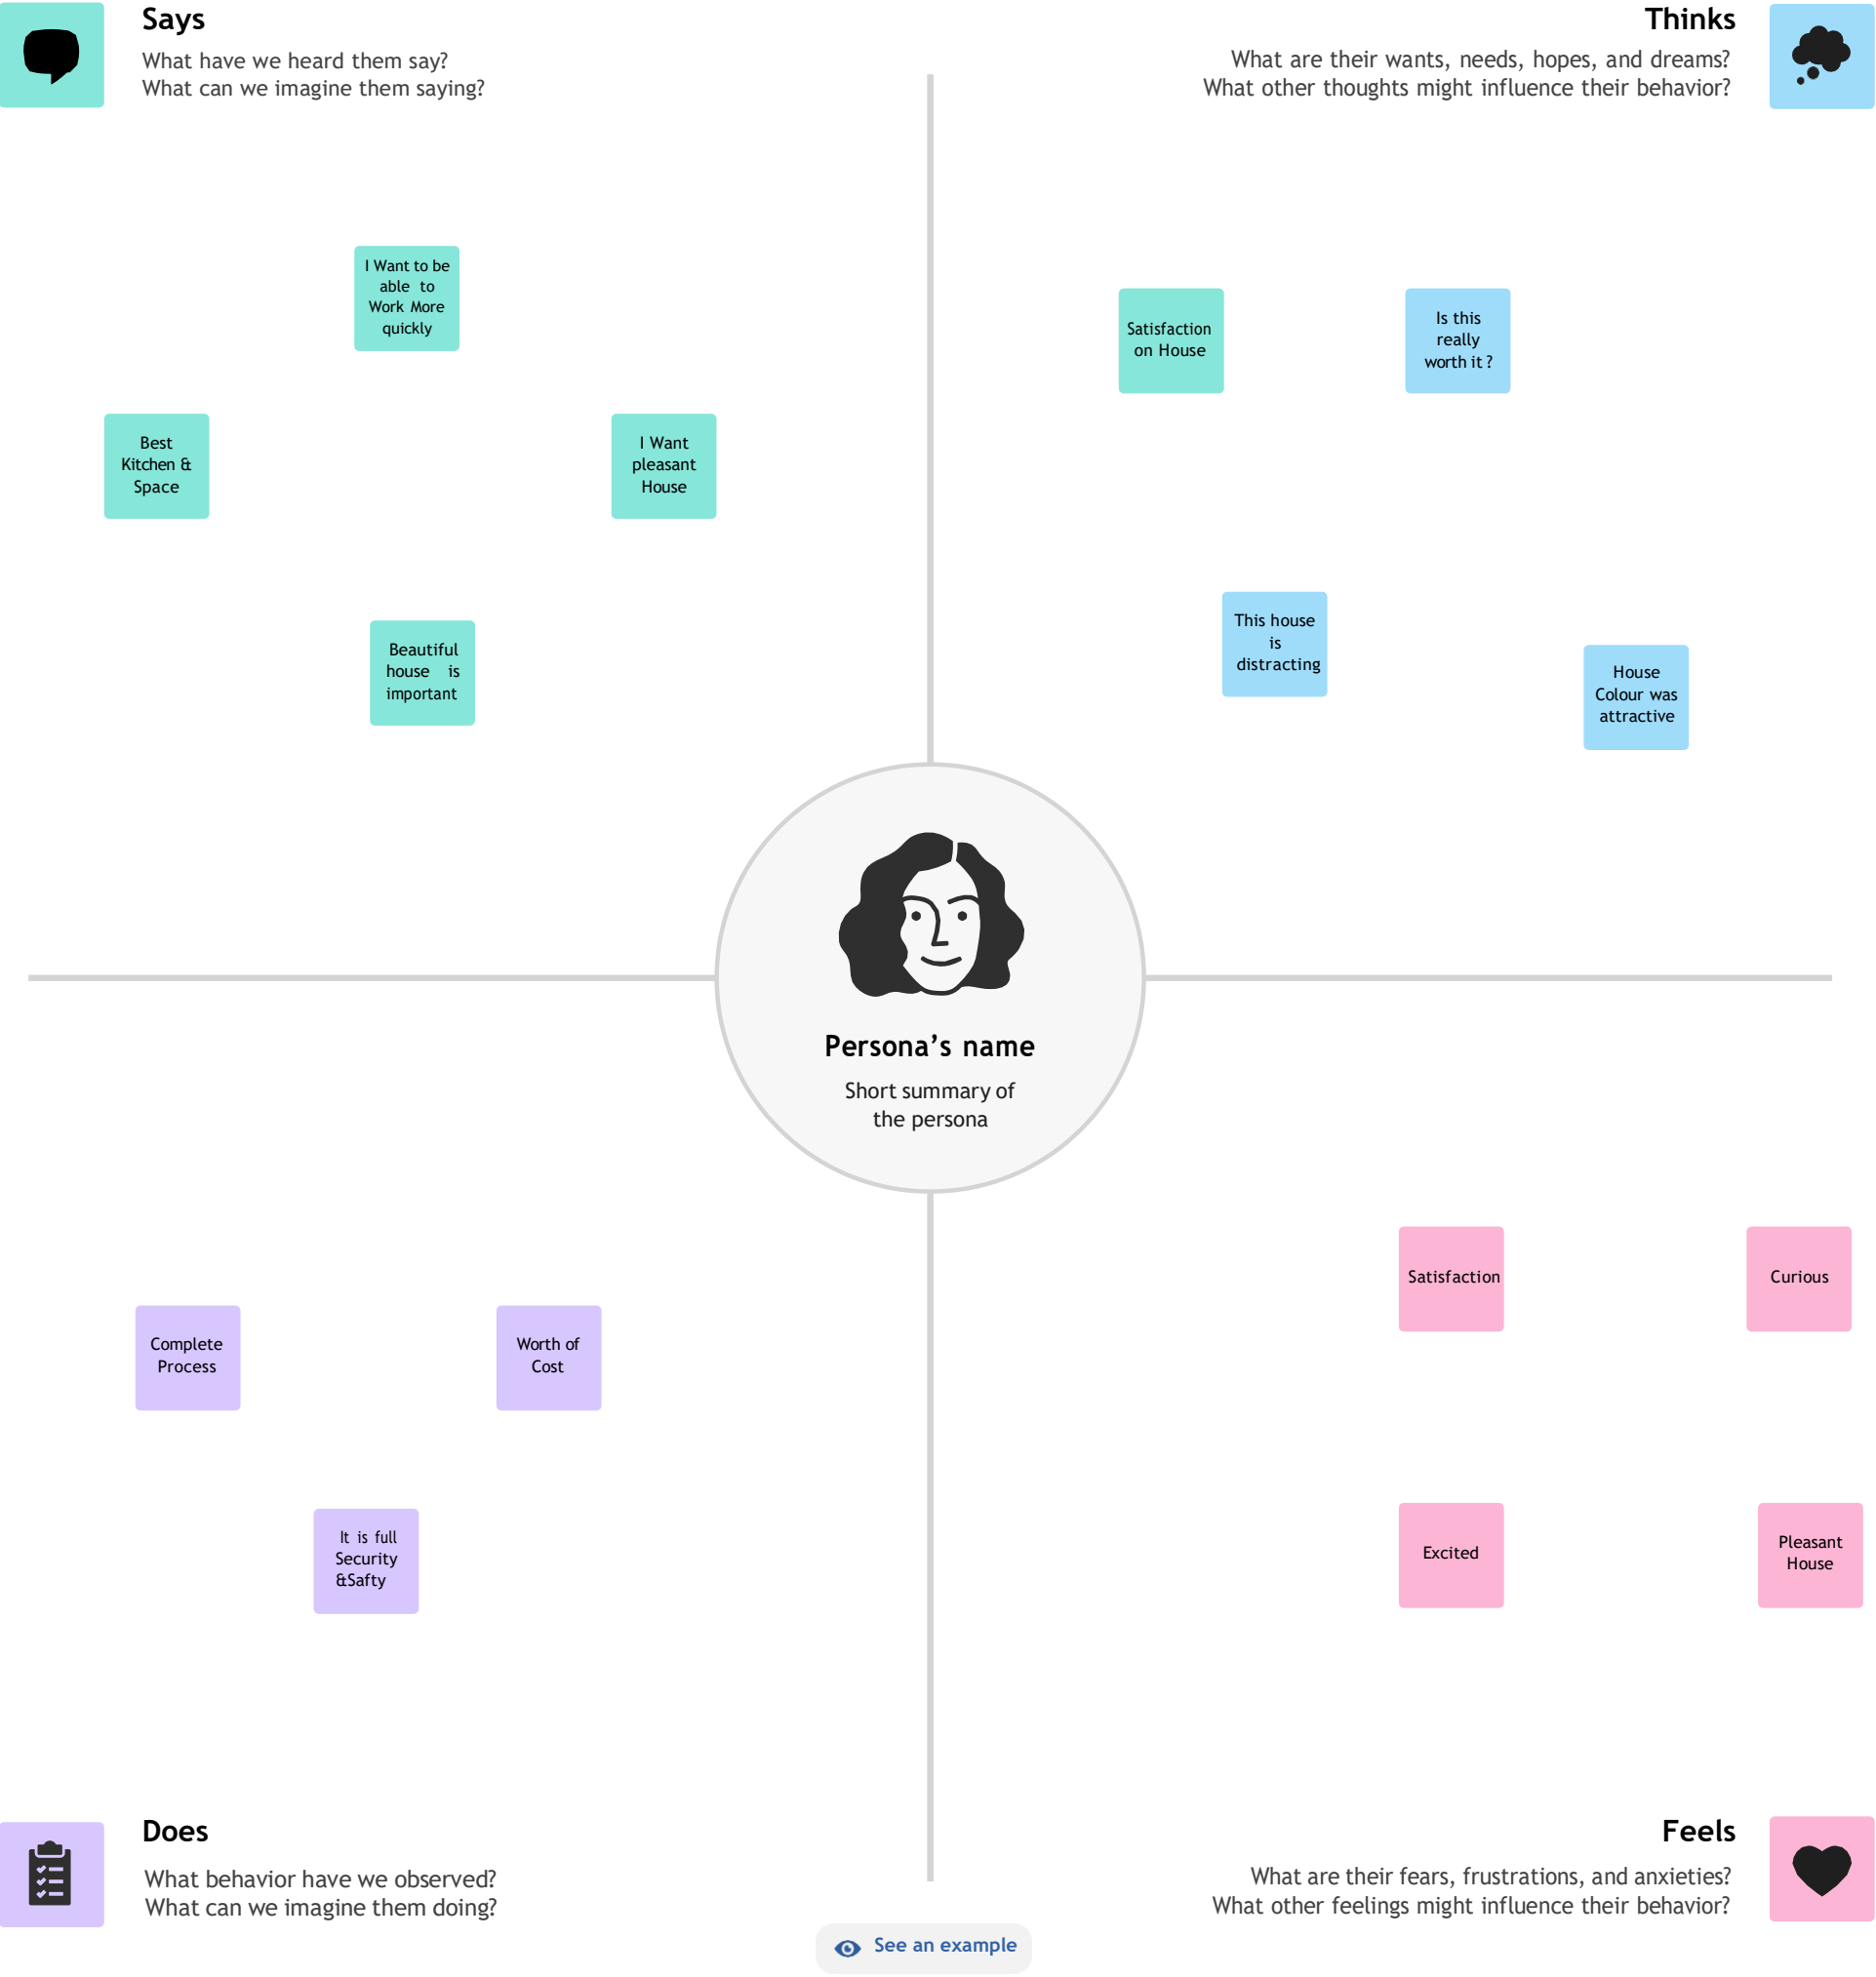 Says
What have we heard them say?
What can we imagine them saying?
Thinks
What are their wants, needs, hopes, and dreams?
What other thoughts might influence their behavior?
I Want to be
able to
Work More
quickly
Best
Kitchen &
Space
I Want
pleasant
House
Beautiful
house is
important
Satisfaction
on House
Is this
really
worth it ?
This house
is
distracting
House
Colour was
attractive
Persona’s name
Short summary of
the persona
Complete
Process
Worth of
Cost
It is full
Security
&Safty
Satisfaction
Curious
Excited
Pleasant
House
Does
What behavior have we observed?
What can we imagine them doing?
Feels
What are their fears, frustrations, and anxieties?
What other feelings might influence their behavior?
See an example